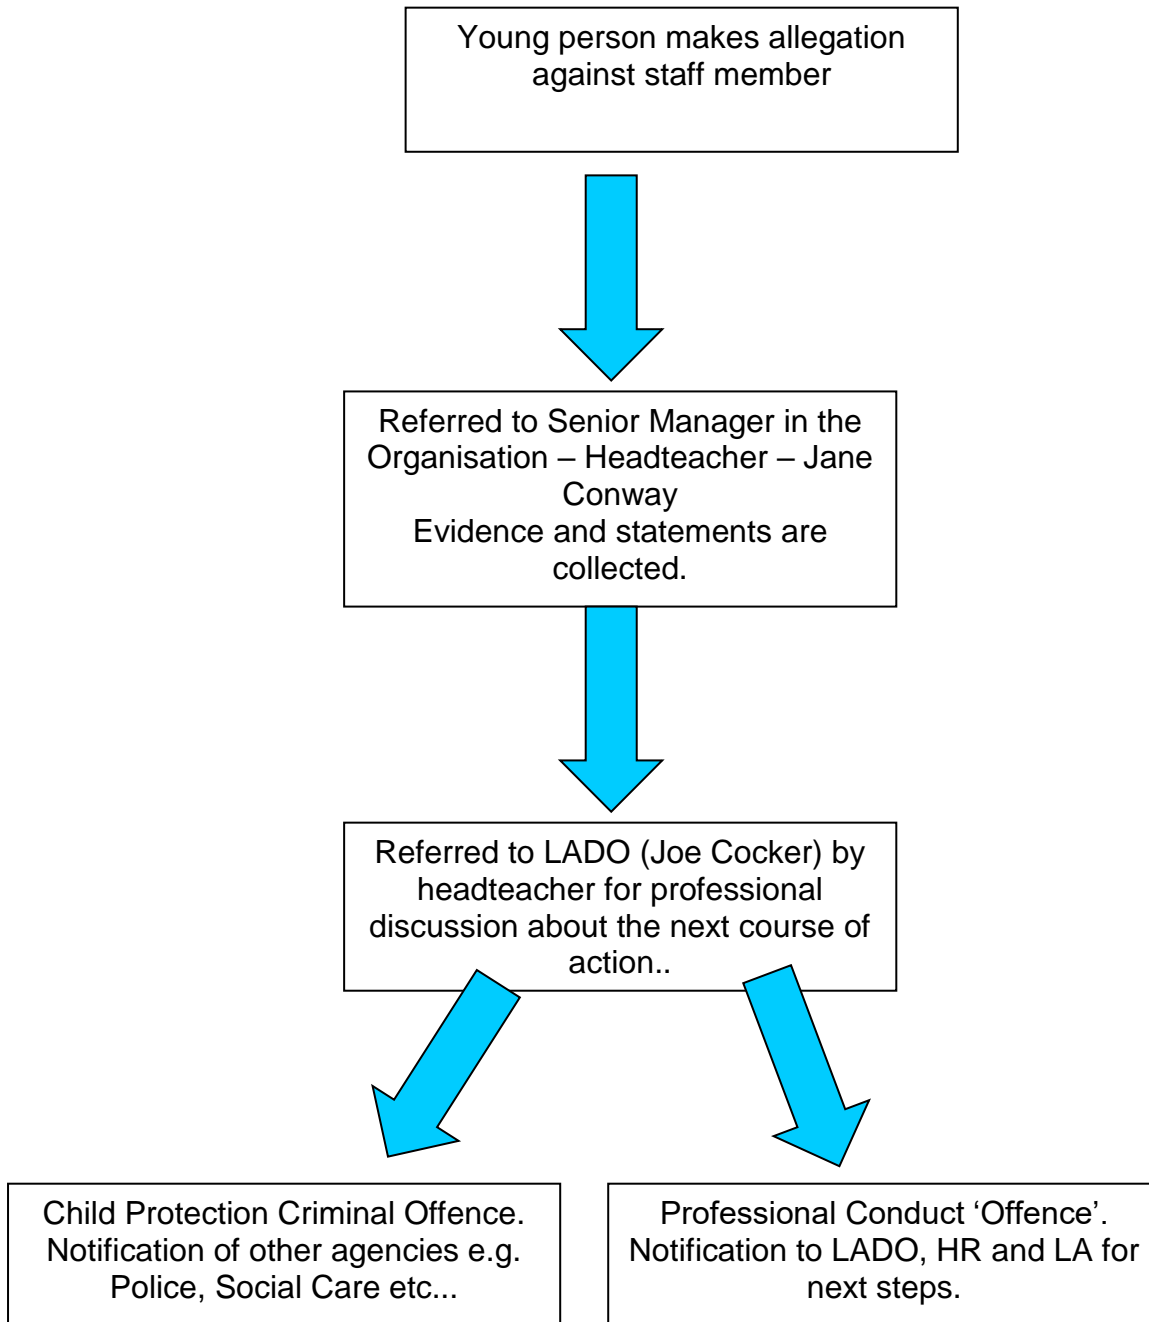 Young person makes allegation
against staff member
Referred to Senior Manager in the
Organisation – Headteacher – Jane
Conway
Evidence and statements are
collected.
Referred to LADO (Joe Cocker) by
headteacher for professional
discussion about the next course of
action..
Child Protection Criminal Offence.
Notification of other agencies e.g.
Police, Social Care etc...
Professional Conduct ‘Offence’.
Notification to LADO, HR and LA for
next steps.